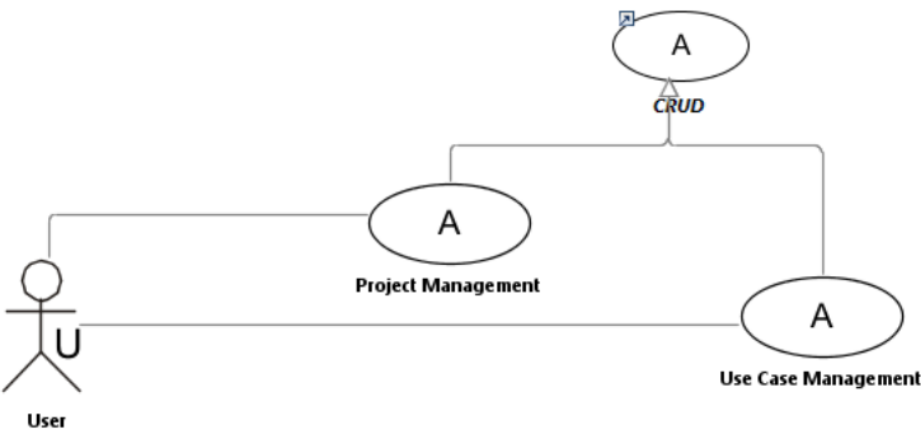 A
CRUD
A
Project Management
A
Use Case Management
U
User